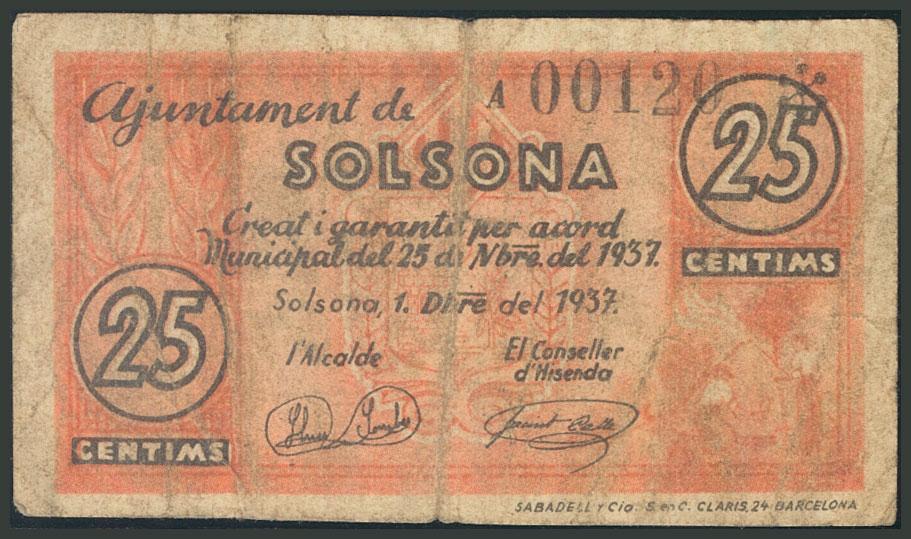 Ajuntament de
A 00120
SOLSONA
25
CENTIMS
Creat i garantit per acord
Municipal del 25 de Nbre. del 1937.
Solsona, 1. Dbre del 1937.
25
CENTIMS
l'Alcalde
El Conseller
d'Hisenda
SABADELL Y Cia. S. en C. CLARIS, 24 BARCELONA